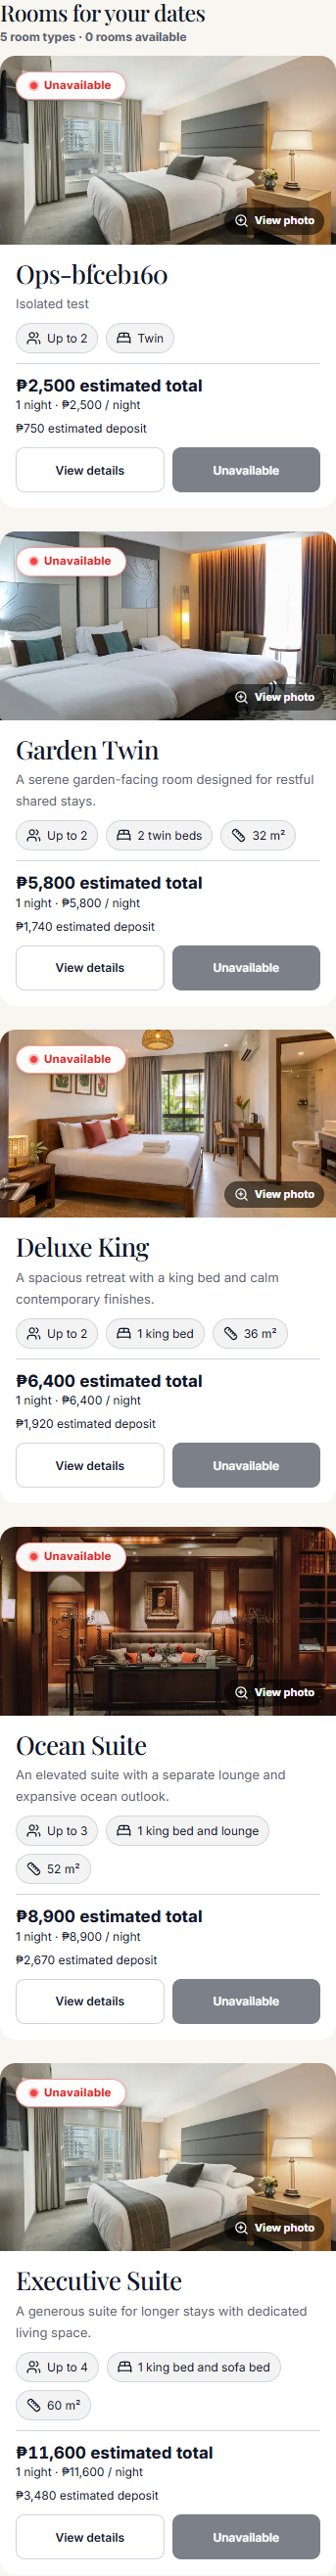 Rooms for your dates
5 room types · 0 rooms available
Unavailable
View photo
Ops-bfceb160
Isolated test
Up to 2
Twin
₱2,500 estimated total
1 night · ₱2,500 / night
₱750 estimated deposit
View details
Unavailable
Unavailable
View photo
Garden Twin
A serene garden-facing room designed for restful
shared stays.
Up to 2
2 twin beds
32 m²
₱5,800 estimated total
1 night · ₱5,800 / night
₱1,740 estimated deposit
View details
Unavailable
Unavailable
View photo
Deluxe King
A spacious retreat with a king bed and calm
contemporary finishes.
Up to 2
1 king bed
36 m²
₱6,400 estimated total
1 night · ₱6,400 / night
₱1,920 estimated deposit
View details
Unavailable
Unavailable
View photo
Ocean Suite
An elevated suite with a separate lounge and
expansive ocean outlook.
Up to 3
1 king bed and lounge
52 m²
₱8,900 estimated total
1 night · ₱8,900 / night
₱2,670 estimated deposit
View details
Unavailable
Unavailable
View photo
Executive Suite
A generous suite for longer stays with dedicated
living space.
Up to 4
1 king bed and sofa bed
60 m²
₱11,600 estimated total
1 night · ₱11,600 / night
₱3,480 estimated deposit
View details
Unavailable